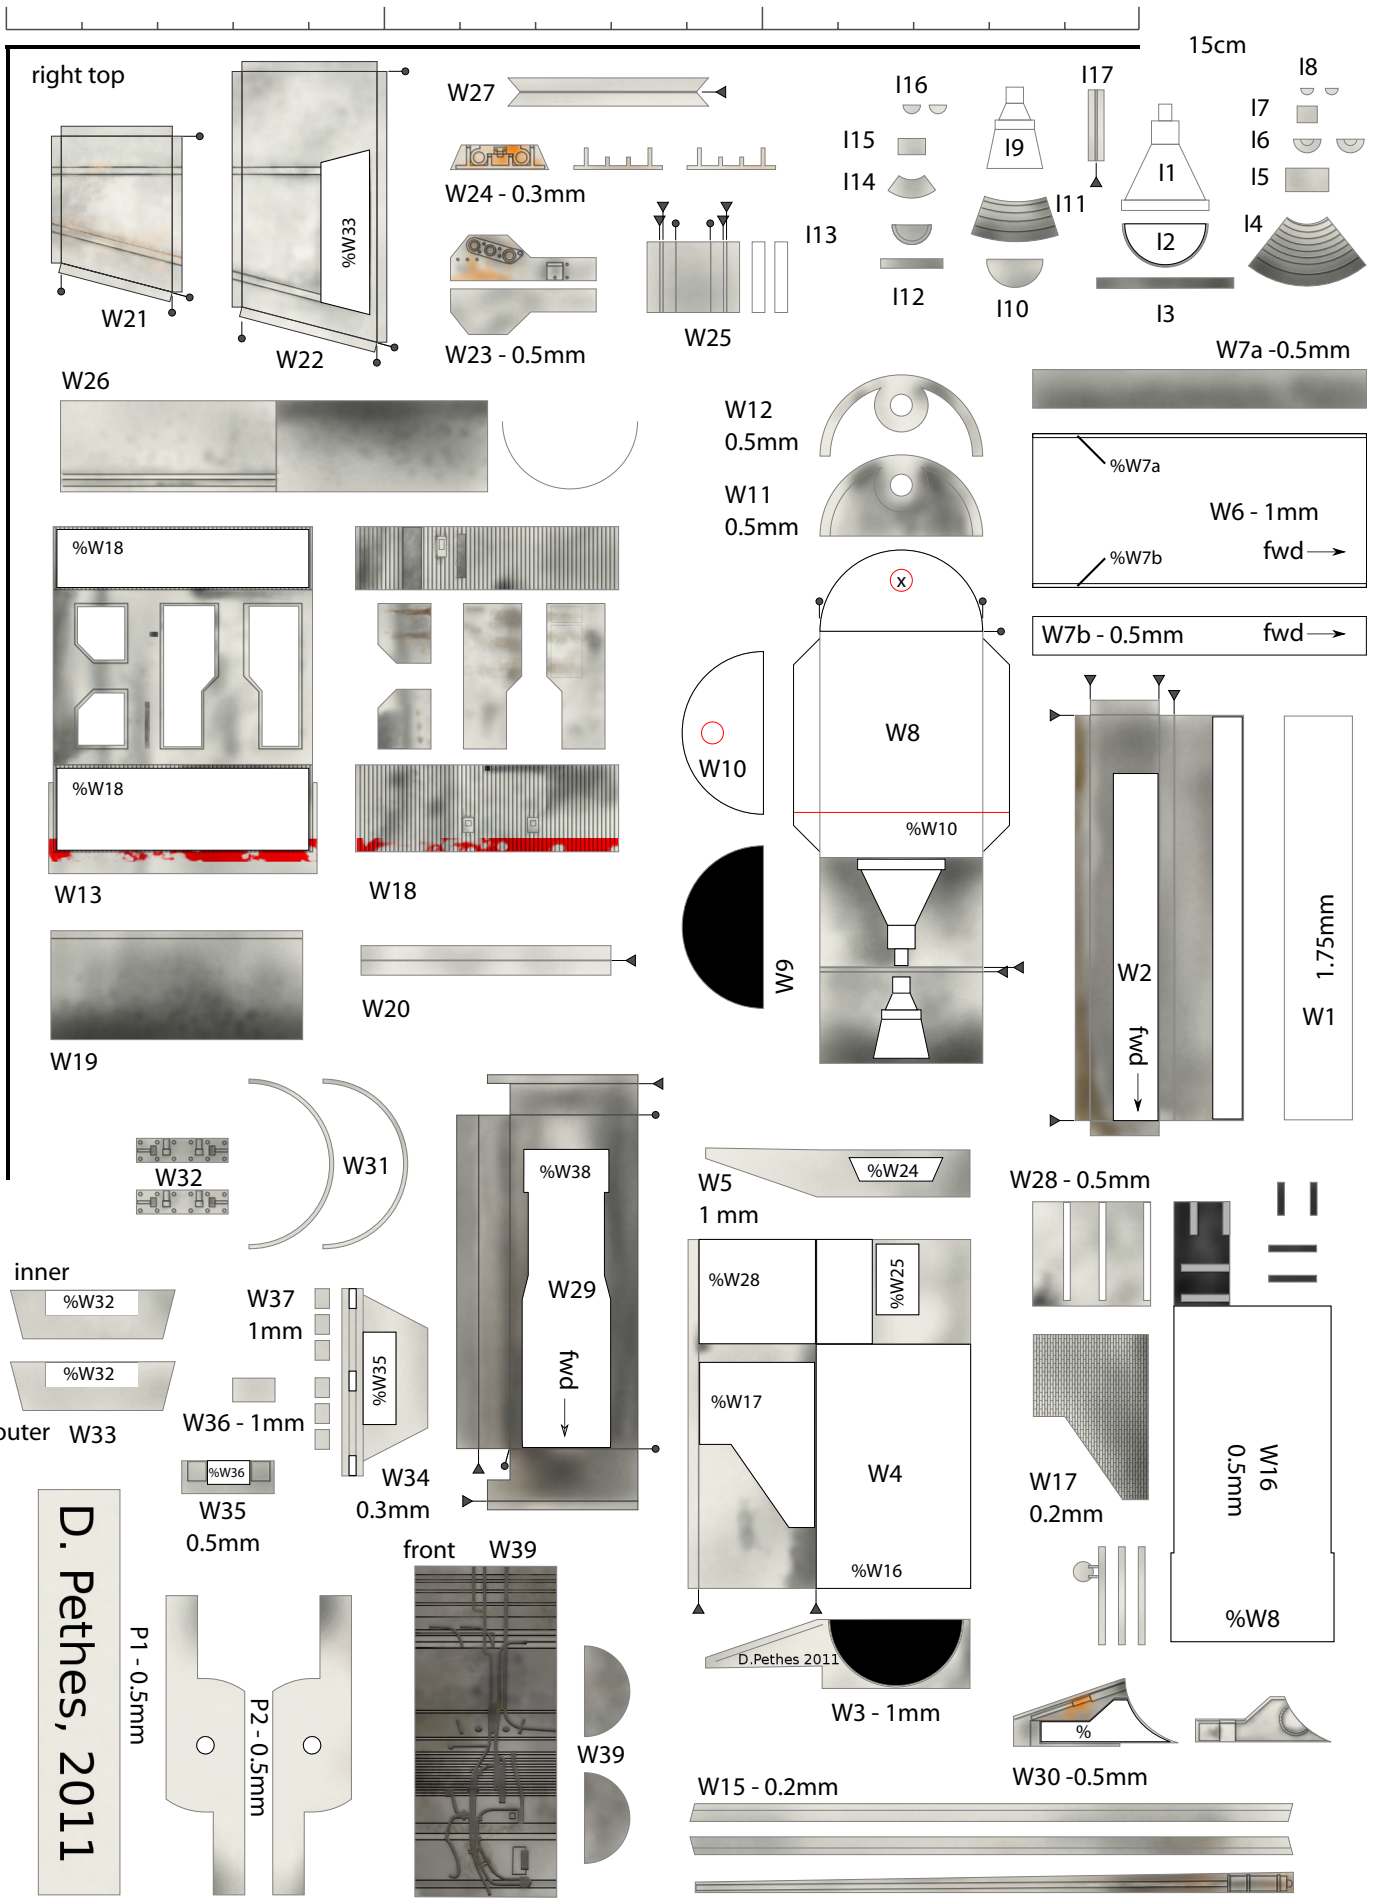 15cm
right top
W27
I16
I17
I8
I7
I15
I9
I6
I14
I1
I5
W24 - 0.3mm
I11
I4
I13
I2
%W33
I12
I10
I3
W21
W25
W22
W23 - 0.5mm
W7a -0.5mm
W26
W12
0.5mm
%W7a
W11
0.5mm
W6 - 1mm
fwd
%W7b
%W18
x
W7b - 0.5mm
fwd
W8
W10
%W18
%W10
W13
W18
1.75mm
W2
W9
W20
W1
fwd
W19
W31
W32
%W38
%W24
W5
1 mm
W28 - 0.5mm
inner
%W32
W37
1mm
%W28
%W25
W29
%W35
fwd
%W32
%W17
outer
W33
W36 - 1mm
W16
0.5mm
%W36
W34
0.3mm
W4
W17
0.2mm
W35
0.5mm
front
W39
%W16
%W8
D. Pethes, 2011
P1 - 0.5mm
P2 - 0.5mm
D.Pethes 2011
W3 - 1mm
%
W39
W30 -0.5mm
W15 - 0.2mm